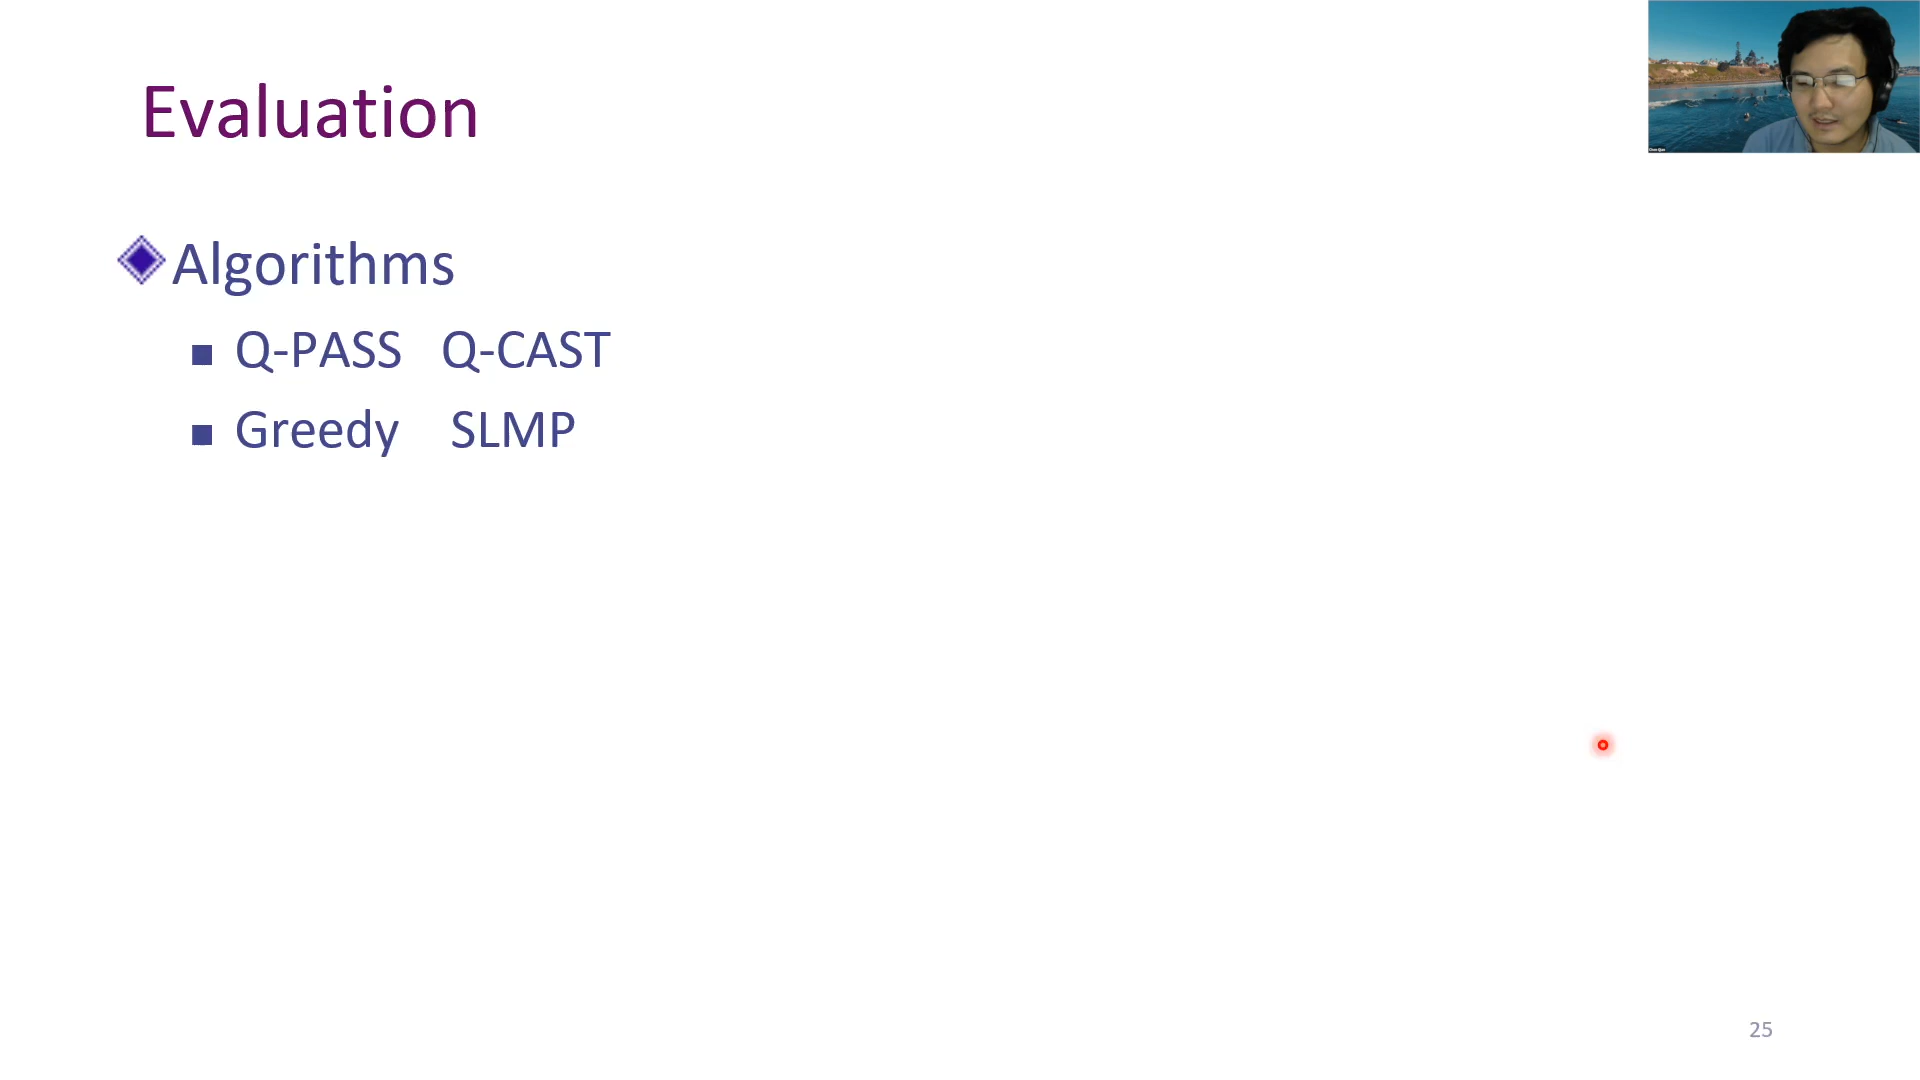 Evaluation
Algorithms
Q-PASS Q-CAST
Greedy SLMP
25